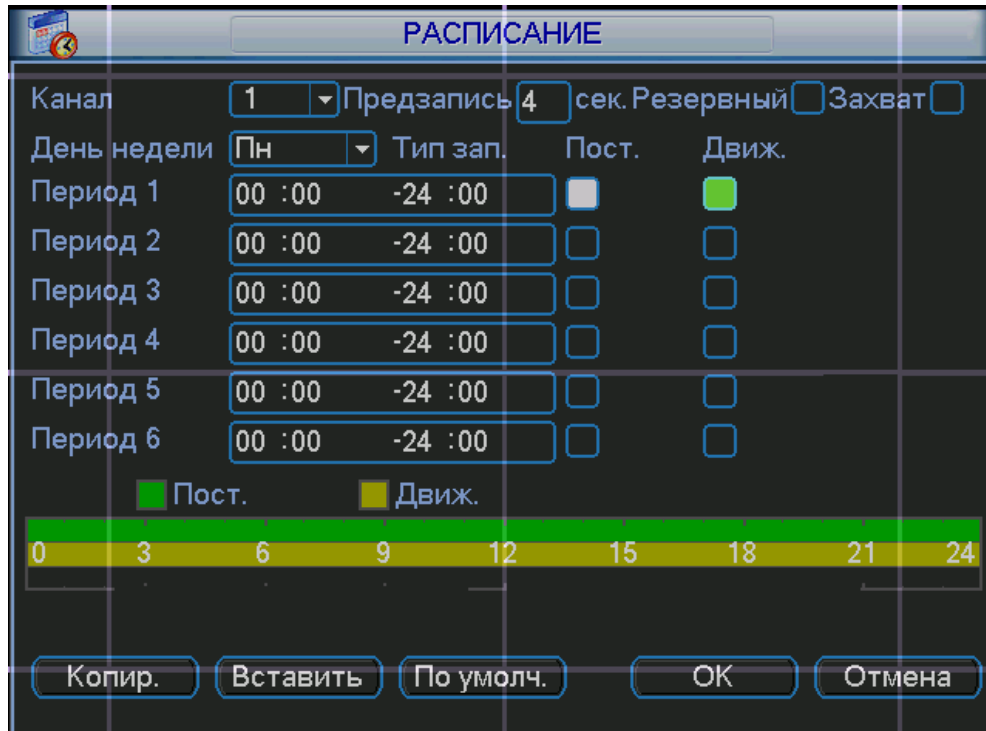 РАСПИСАНИЕ
Канал 1 Предзапись 4 сек. Резервный Захват
День недели Пн Тип зап. Пост. Движ.
Период 1 00 :00 -24 :00
Период 2 00 :00 -24 :00
Период 3 00 :00 -24 :00
Период 4 00 :00 -24 :00
Период 5 00 :00 -24 :00
Период 6 00 :00 -24 :00
Пост. Движ.
0 3 6 9 12 15 18 21 24
Копир. Вставить По умолч. OK Отмена